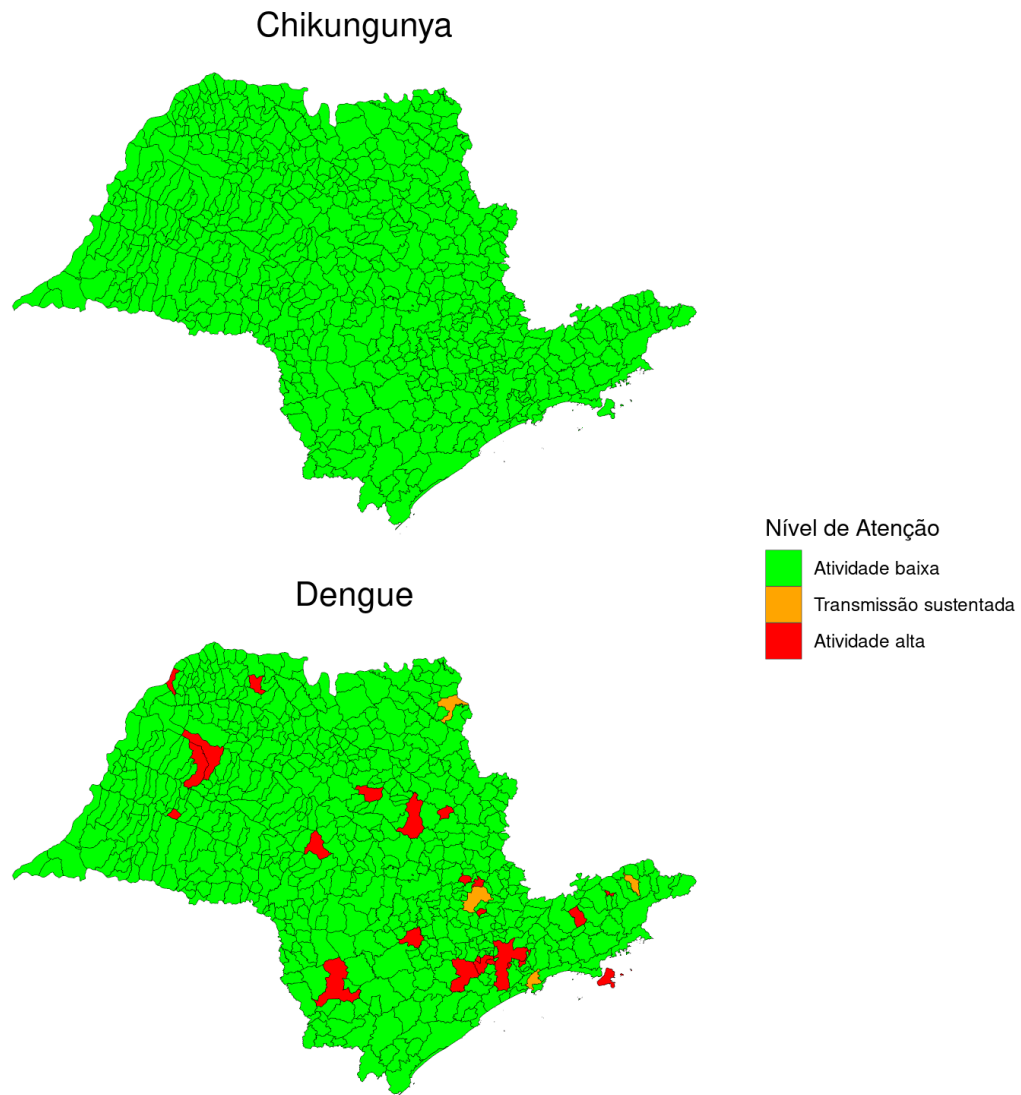 Chikungunya
Nível de Atenção
Atividade baixa
Transmissão sustentada
Atividade alta
Dengue